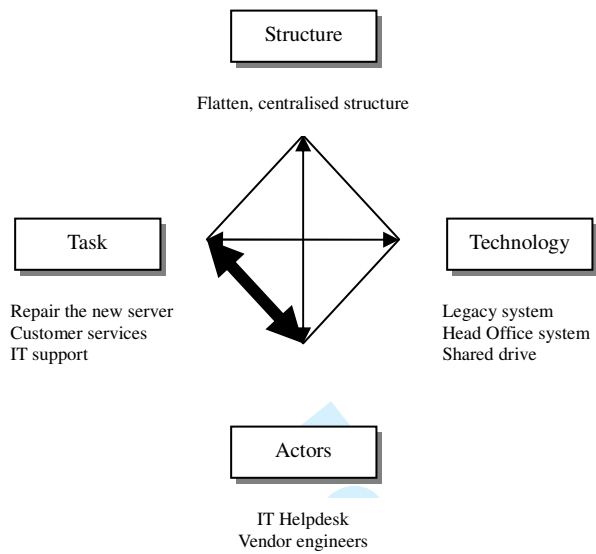 Structure
Flatten, centralised structure
Task
Technology
Repair the new server
Customer services
IT support
Legacy system
Head Office system
Shared drive
Actors
IT Helpdesk
Vendor engineers